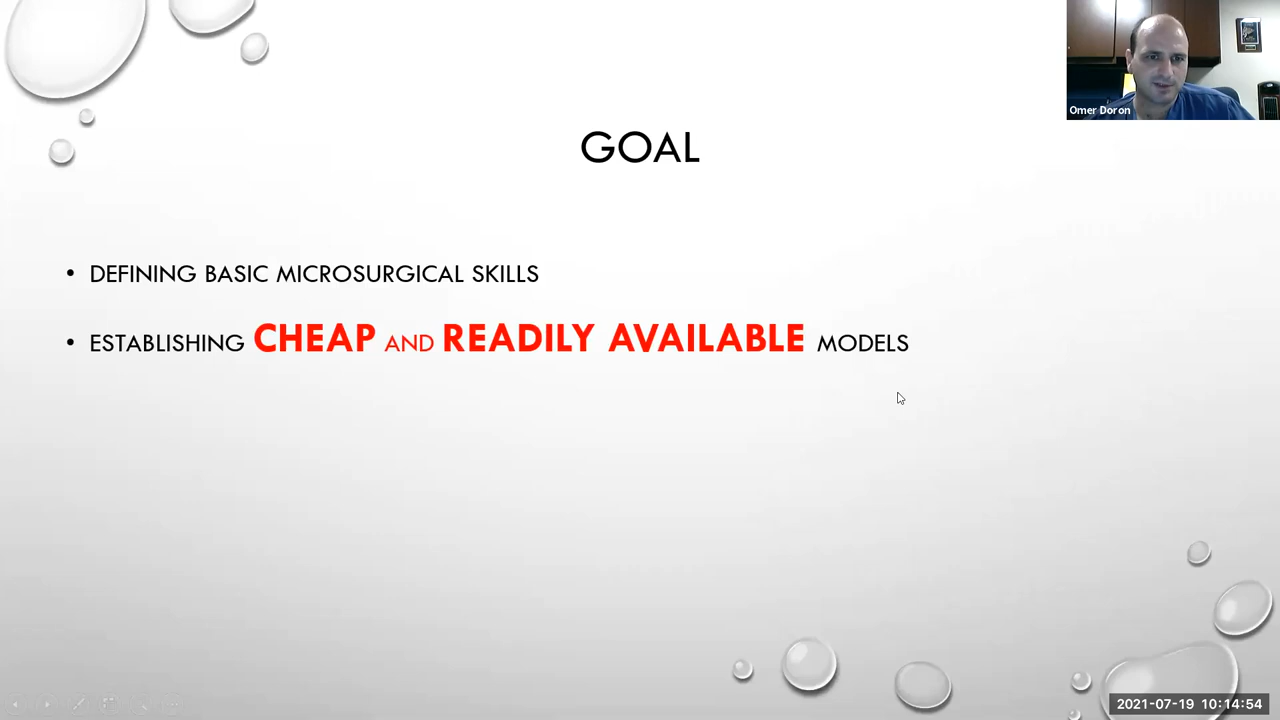 Omer Doron
GOAL
• DEFINING BASIC MICROSURGICAL SKILLS
• ESTABLISHING CHEAP AND READILY AVAILABLE MODELS
2021-07-19 10:14:54